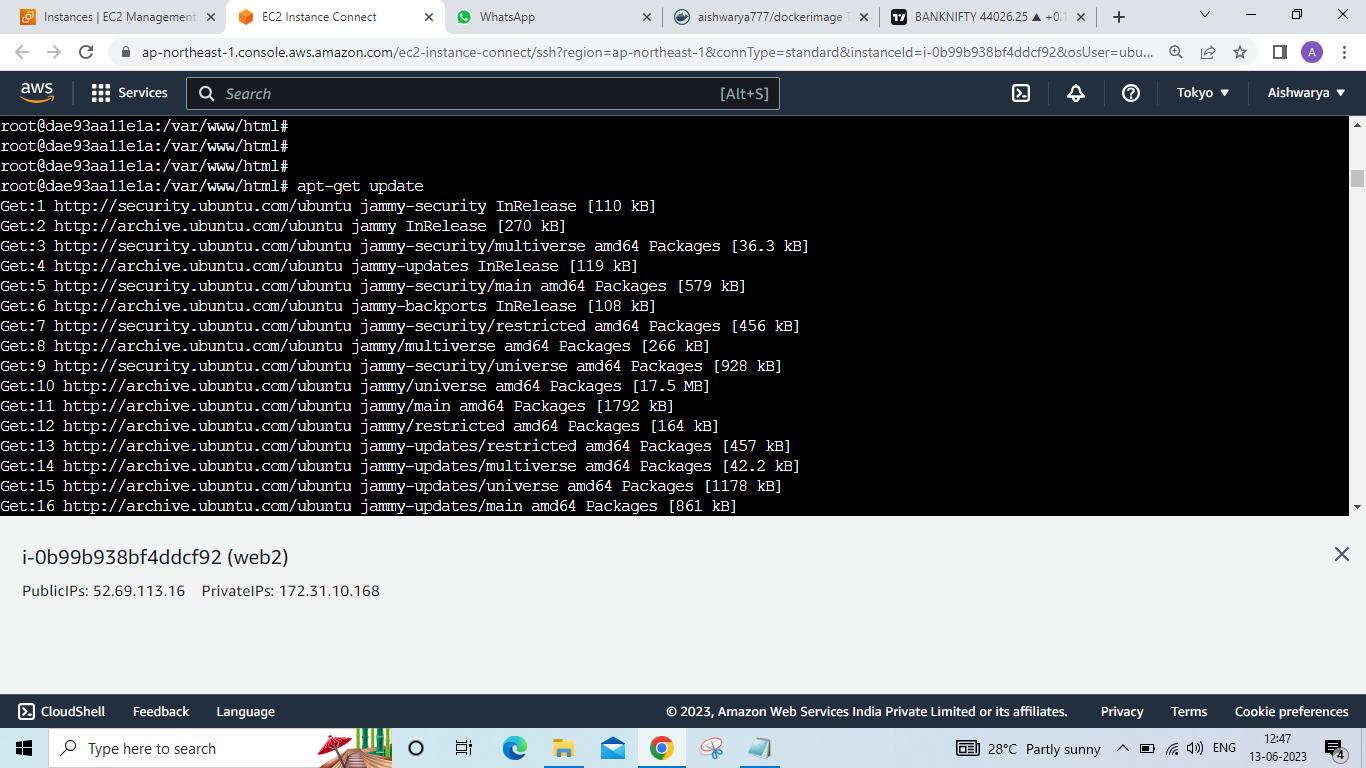 Instances | EC2 Management
EC2 Instance Connect
WhatsApp
aishwarya777/dockerimage T
BANKNIFTY 44026.25 ▲ +0.1
ap-northeast-1.console.aws.amazon.com/ec2-instance-connect/ssh?region=ap-northeast-1&connType=standard&instanceId=i-0b99b938bf4ddcf92&osUser=ubu...
A
aws
Services
Search
[Alt+S]
Tokyo ▼
Aishwarya ▼
root@dae93aa11e1a:/var/www/html#
root@dae93aa11e1a:/var/www/html#
root@dae93aa11e1a:/var/www/html#
root@dae93aa11e1a:/var/www/html# apt-get update
Get:1 http://security.ubuntu.com/ubuntu jammy-security InRelease [110 kB]
Get:2 http://archive.ubuntu.com/ubuntu jammy InRelease [270 kB]
Get:3 http://security.ubuntu.com/ubuntu jammy-security/multiverse amd64 Packages [36.3 kB]
Get:4 http://archive.ubuntu.com/ubuntu jammy-updates InRelease [119 kB]
Get:5 http://security.ubuntu.com/ubuntu jammy-security/main amd64 Packages [579 kB]
Get:6 http://archive.ubuntu.com/ubuntu jammy-backports InRelease [108 kB]
Get:7 http://security.ubuntu.com/ubuntu jammy-security/restricted amd64 Packages [456 kB]
Get:8 http://archive.ubuntu.com/ubuntu jammy/multiverse amd64 Packages [266 kB]
Get:9 http://security.ubuntu.com/ubuntu jammy-security/universe amd64 Packages [928 kB]
Get:10 http://archive.ubuntu.com/ubuntu jammy/universe amd64 Packages [17.5 MB]
Get:11 http://archive.ubuntu.com/ubuntu jammy/main amd64 Packages [1792 kB]
Get:12 http://archive.ubuntu.com/ubuntu jammy/restricted amd64 Packages [164 kB]
Get:13 http://archive.ubuntu.com/ubuntu jammy-updates/restricted amd64 Packages [457 kB]
Get:14 http://archive.ubuntu.com/ubuntu jammy-updates/multiverse amd64 Packages [42.2 kB]
Get:15 http://archive.ubuntu.com/ubuntu jammy-updates/universe amd64 Packages [1178 kB]
Get:16 http://archive.ubuntu.com/ubuntu jammy-updates/main amd64 Packages [861 kB]
i-0b99b938bf4ddcf92 (web2)
PublicIPs: 52.69.113.16 PrivateIPs: 172.31.10.168
CloudShell Feedback Language
© 2023, Amazon Web Services India Private Limited or its affiliates. Privacy Terms Cookie preferences
Type here to search
28°C Partly sunny
ENG
12:47
13-06-2023
4